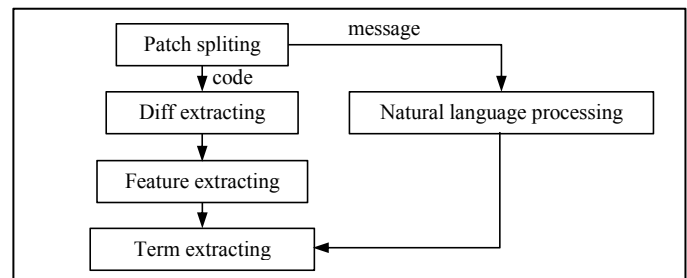 Patch spliting
message
code
Diff extracting
Natural language processing
Feature extracting
Term extracting